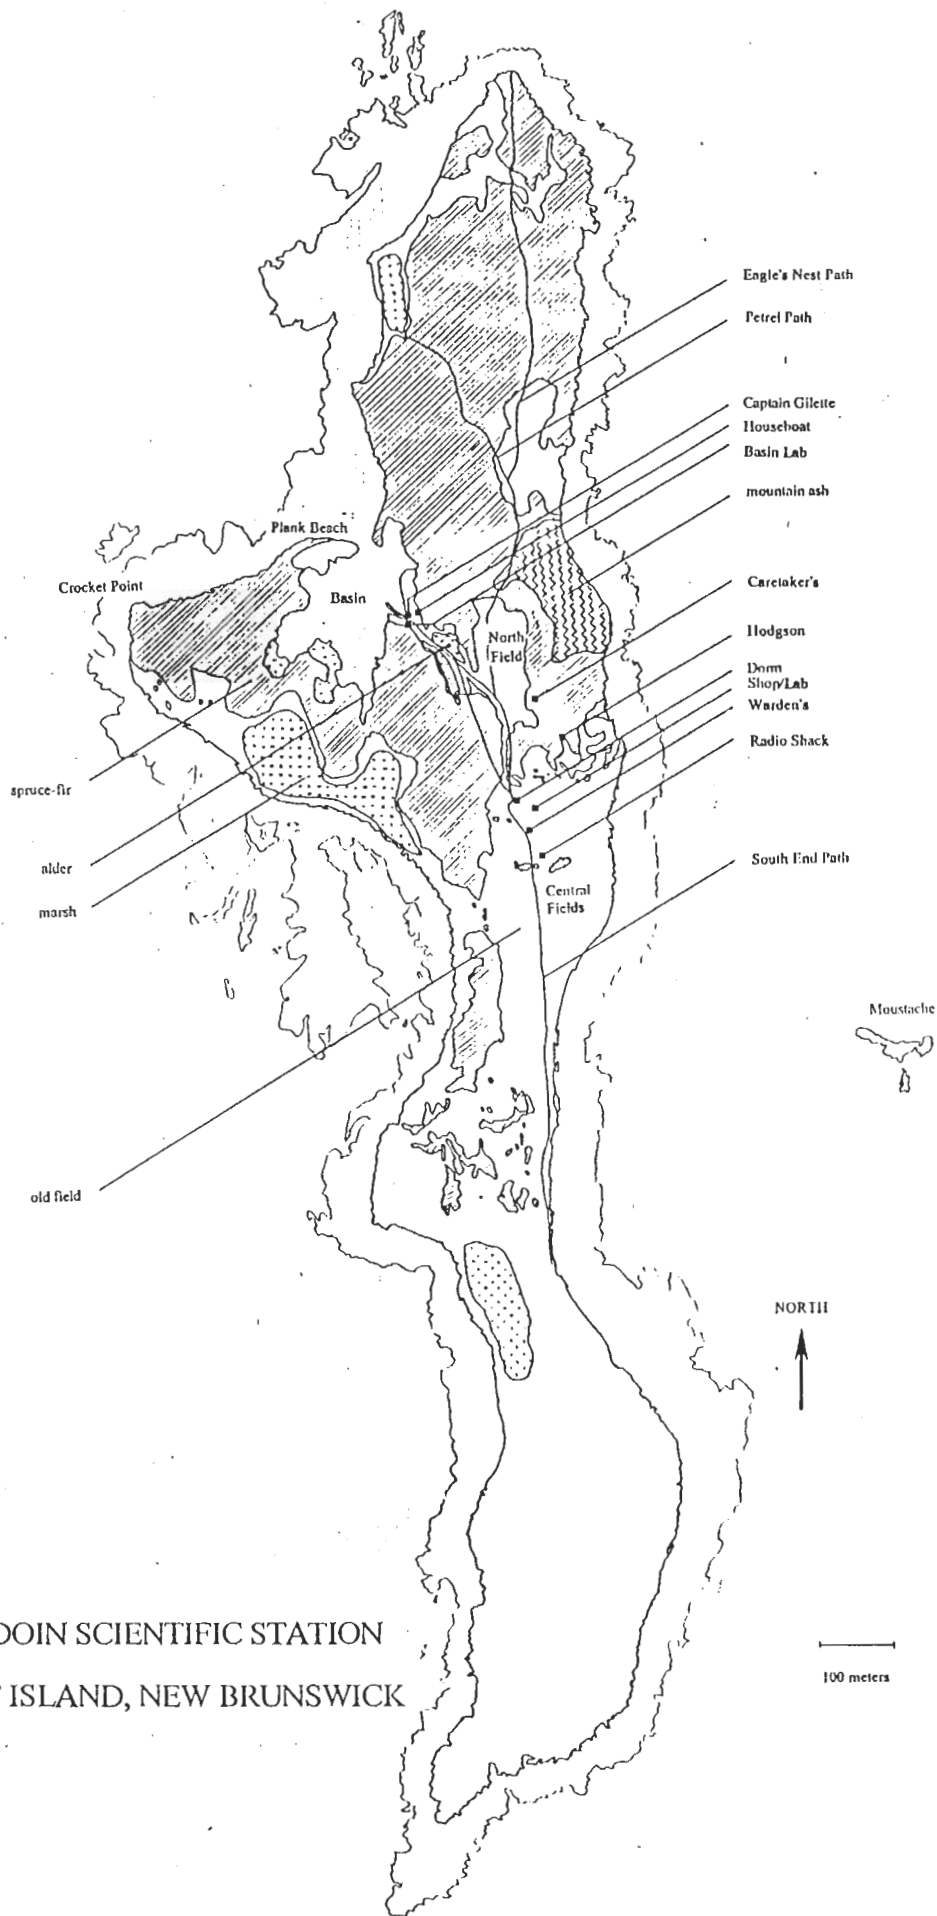 Eagle's Nest Path
Petrel Path
Captain Gilette
Houseboat
Basin Lab
mountain ash
Plank Beach
Crocket Point
Basin
Caretaker's
North
Field
Hodgson
Dorm
Shop/Lab
Warden's
Radio Shack
spruce-fir
alder
marsh
South End Path
Central
Fields
Moustache
old field
NORTH
DOIN SCIENTIFIC STATION
100 meters
ISLAND, NEW BRUNSWICK